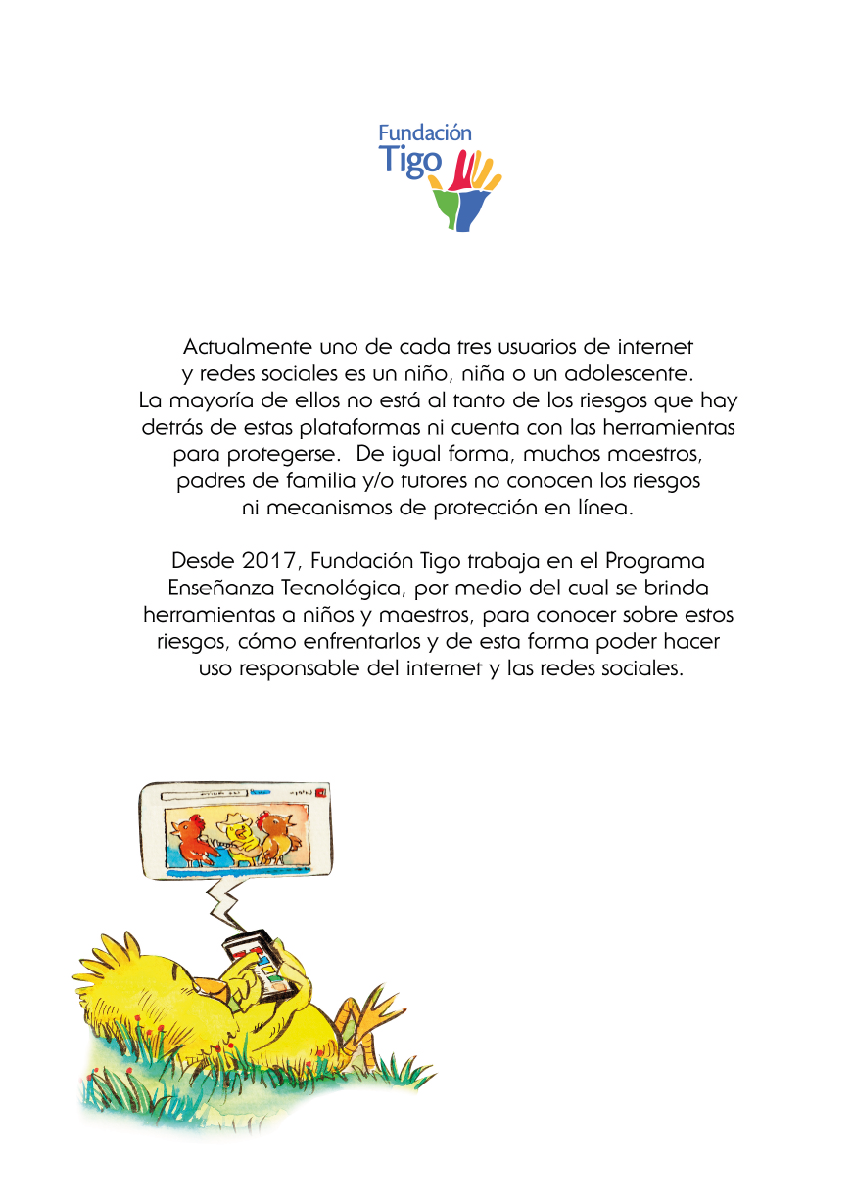 Fundación
Tigo
Actualmente uno de cada tres usuarios de internet
y redes sociales es un niño, niña o un adolescente.
La mayoría de ellos no está al tanto de los riesgos que hay
detrás de estas plataformas ni cuenta con las herramientas
para protegerse.  De igual forma, muchos maestros,
padres de familia y/o tutores no conocen los riesgos
ni mecanismos de protección en línea.
Desde 2017, Fundación Tigo trabaja en el Programa
Enseñanza Tecnológica, por medio del cual se brinda
herramientas a niños y maestros, para conocer sobre estos
riesgos, cómo enfrentarlos y de esta forma poder hacer
uso responsable del internet y las redes sociales.